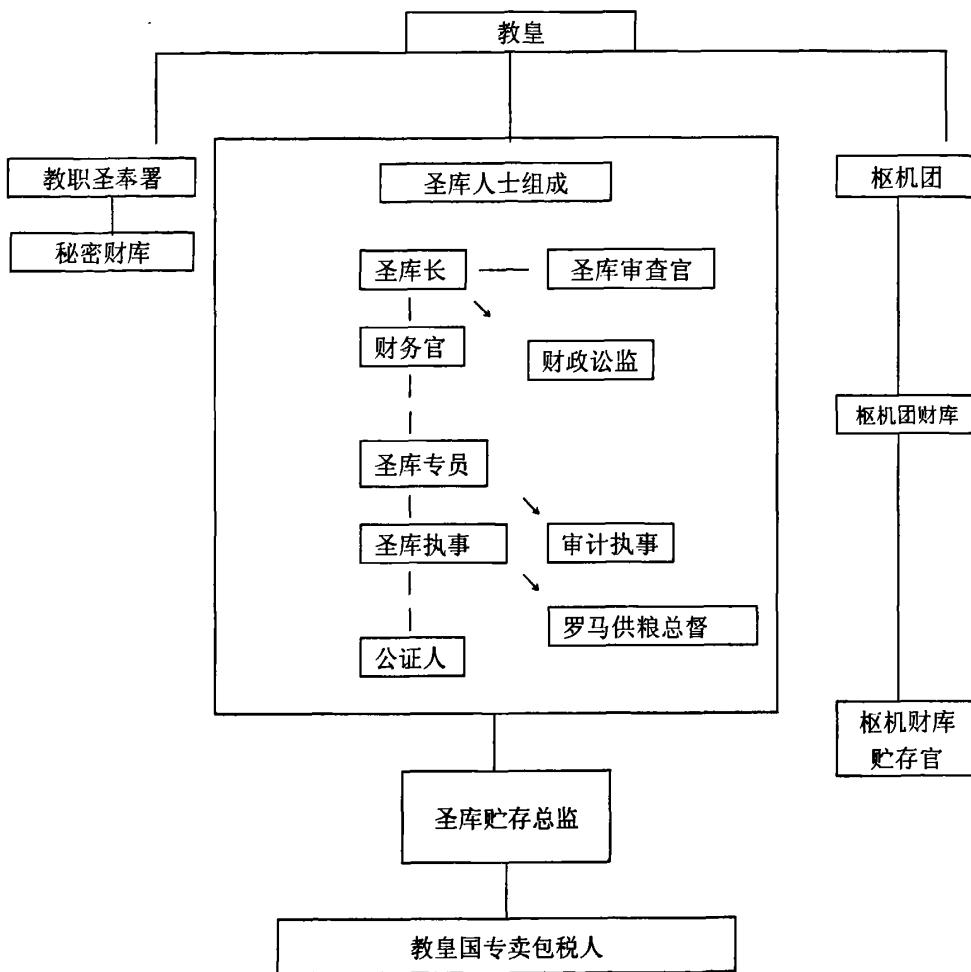 教皇
教职圣奉署
秘密财库
圣库人士组成
圣库长
圣库审查官
财务官
财政讼监
圣库专员
圣库执事
审计执事
罗马供粮总督
公证人
枢机团
枢机团财库
枢机财库
贮存官
圣库贮存总监
教皇国专卖包税人